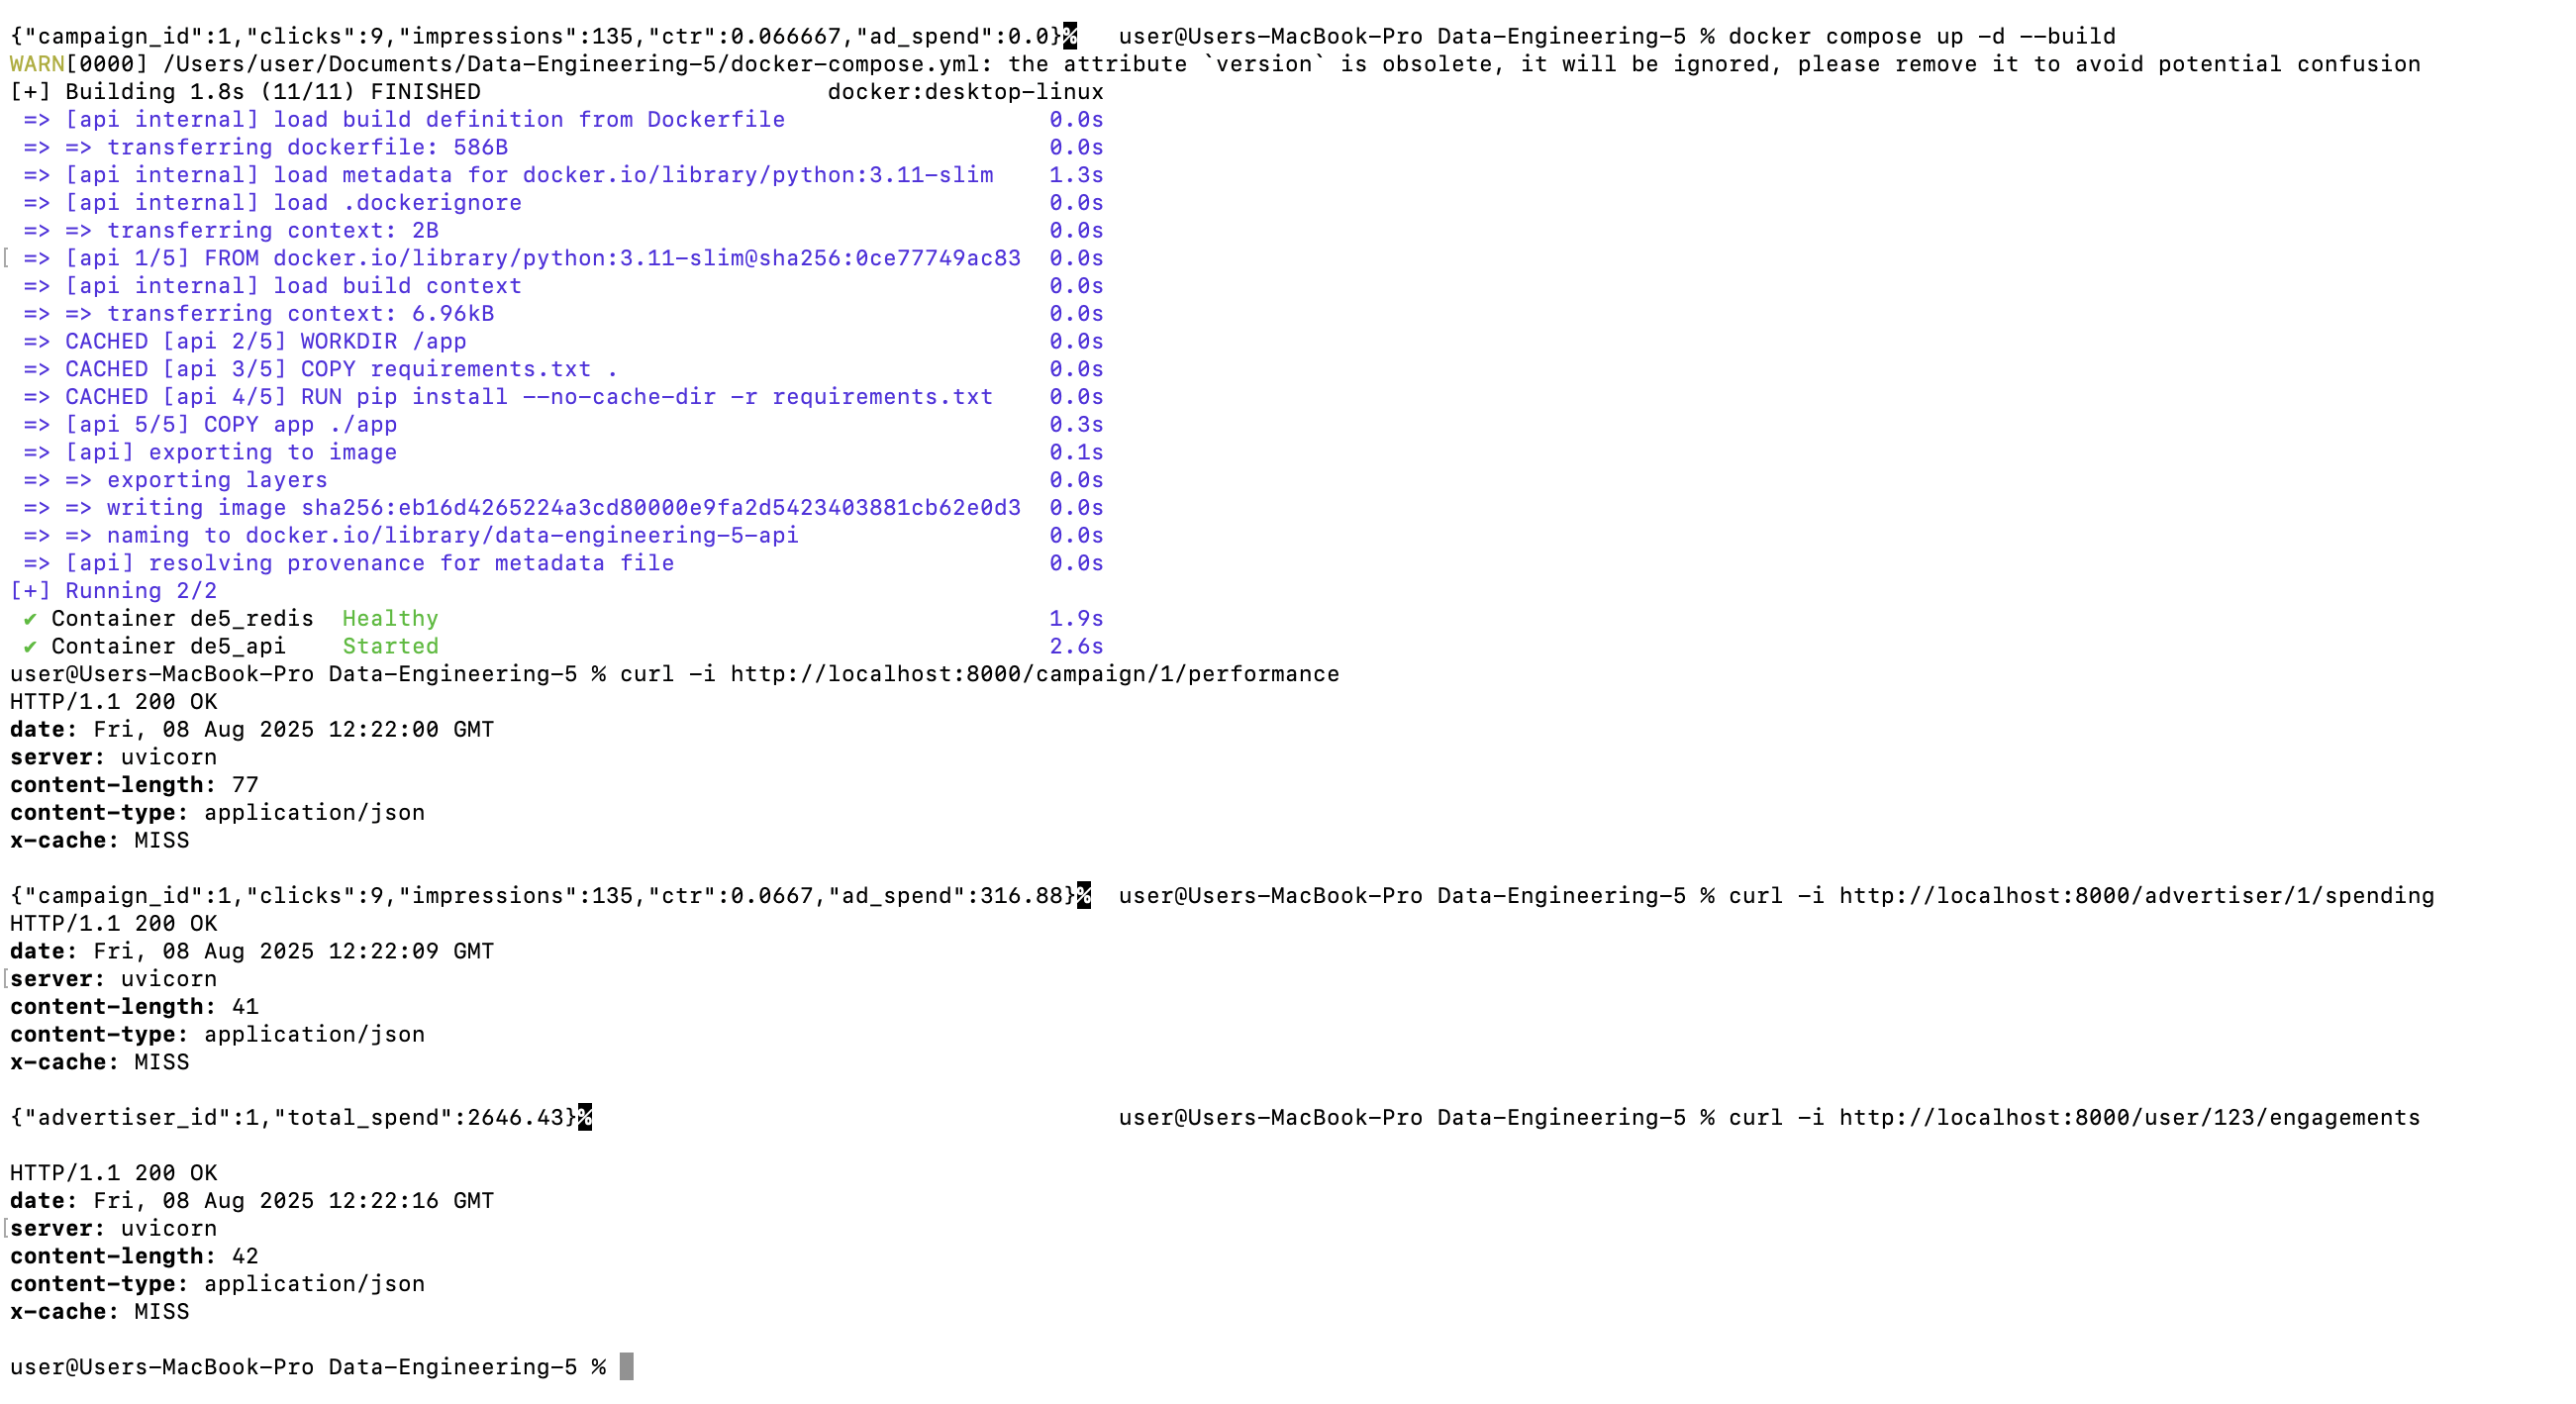 {"campaign_id":1,"clicks":9,"impressions":135,"ctr":0.066667,"ad_spend":0.0}%   user@Users-MacBook-Pro Data-Engineering-5 % docker compose up -d --build
WARN[0000] /Users/user/Documents/Data-Engineering-5/docker-compose.yml: the attribute `version` is obsolete, it will be ignored, please remove it to avoid potential confusion
[+] Building 1.8s (11/11) FINISHED                         docker:desktop-linux
 => [api internal] load build definition from Dockerfile                   0.0s
 => => transferring dockerfile: 586B                                       0.0s
 => [api internal] load metadata for docker.io/library/python:3.11-slim    1.3s
 => [api internal] load .dockerignore                                      0.0s
 => => transferring context: 2B                                            0.0s
[ => [api 1/5] FROM docker.io/library/python:3.11-slim@sha256:0ce77749ac83  0.0s
 => [api internal] load build context                                      0.0s
 => => transferring context: 6.96kB                                        0.0s
 => CACHED [api 2/5] WORKDIR /app                                          0.0s
 => CACHED [api 3/5] COPY requirements.txt .                               0.0s
 => CACHED [api 4/5] RUN pip install --no-cache-dir -r requirements.txt    0.0s
 => [api 5/5] COPY app ./app                                               0.3s
 => [api] exporting to image                                               0.1s
 => => exporting layers                                                    0.0s
 => => writing image sha256:eb16d4265224a3cd80000e9fa2d5423403881cb62e0d3  0.0s
 => => naming to docker.io/library/data-engineering-5-api                  0.0s
 => [api] resolving provenance for metadata file                           0.0s
[+] Running 2/2
 ✔ Container de5_redis  Healthy                                            1.9s
 ✔ Container de5_api    Started                                            2.6s
user@Users-MacBook-Pro Data-Engineering-5 % curl -i http://localhost:8000/campaign/1/performance
HTTP/1.1 200 OK
date: Fri, 08 Aug 2025 12:22:00 GMT
server: uvicorn
content-length: 77
content-type: application/json
x-cache: MISS
{"campaign_id":1,"clicks":9,"impressions":135,"ctr":0.0667,"ad_spend":316.88}%  user@Users-MacBook-Pro Data-Engineering-5 % curl -i http://localhost:8000/advertiser/1/spending
HTTP/1.1 200 OK
date: Fri, 08 Aug 2025 12:22:09 GMT
[server: uvicorn
content-length: 41
content-type: application/json
x-cache: MISS
{"advertiser_id":1,"total_spend":2646.43}%                                      user@Users-MacBook-Pro Data-Engineering-5 % curl -i http://localhost:8000/user/123/engagements
HTTP/1.1 200 OK
date: Fri, 08 Aug 2025 12:22:16 GMT
[server: uvicorn
content-length: 42
content-type: application/json
x-cache: MISS
user@Users-MacBook-Pro Data-Engineering-5 %